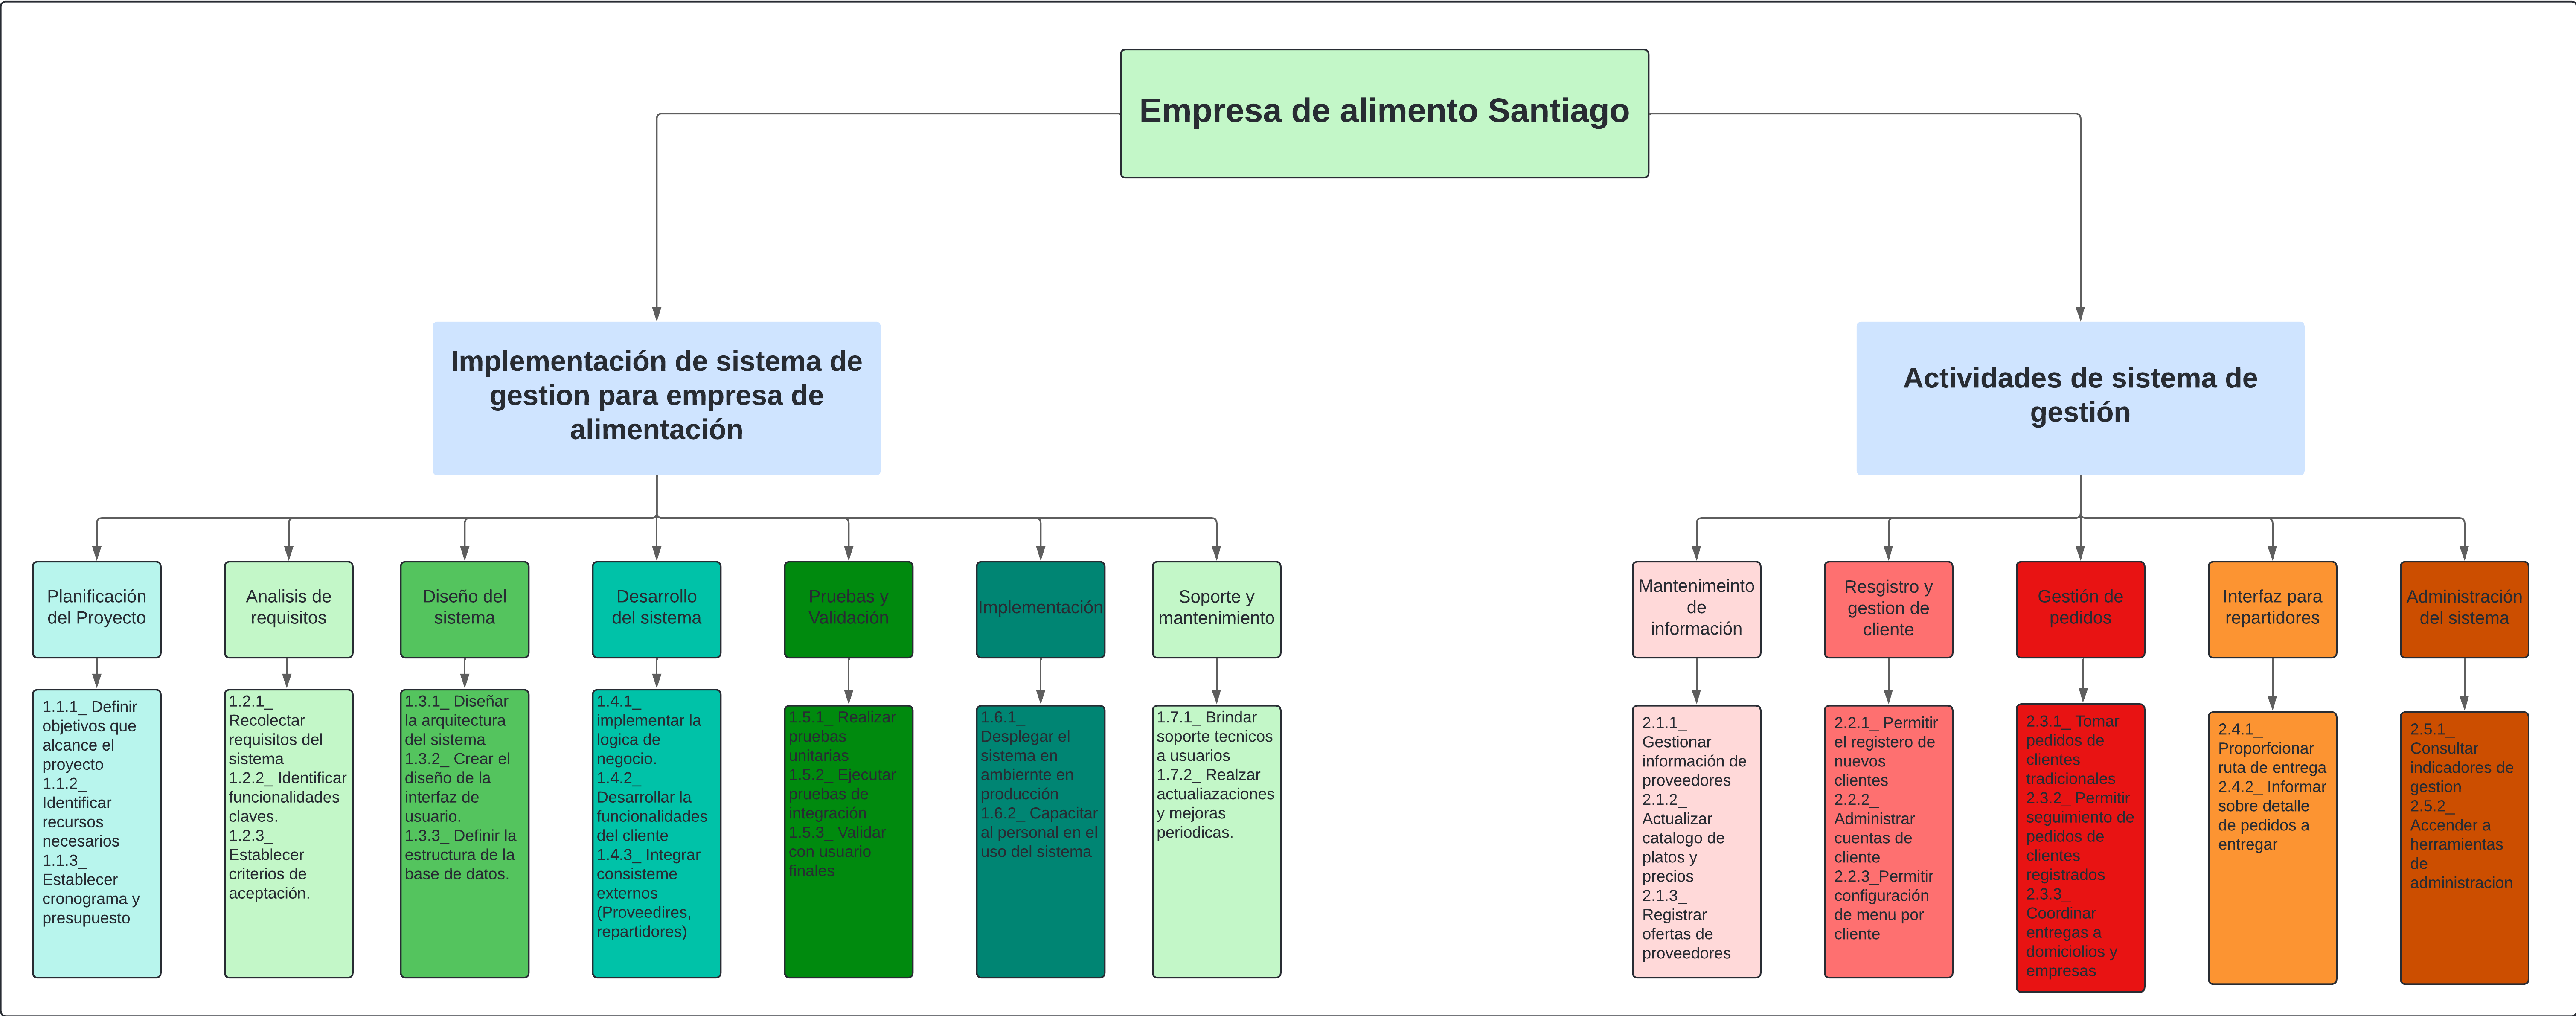 Empresa de alimento Santiago
Implementación de sistema de
gestion para empresa de
alimentación
Actividades de sistema de
gestión
Planificación
del Proyecto
Analisis de
requisitos
Diseño del
sistema
Desarrollo
del sistema
Pruebas y
Validación
Implementación
Soporte y
mantenimiento
Mantenimeinto
de
información
Resgistro y
gestion de
cliente
Gestión de
pedidos
Interfaz para
repartidores
Administración
del sistema
1.1.1_ Definir
objetivos que
alcance el
proyecto
1.1.2_
Identificar
recursos
necesarios
1.1.3_
Establecer
cronograma y
presupuesto
1.2.1_
Recolectar
requisitos del
sistema
1.2.2_ Identificar
funcionalidades
claves.
1.2.3_
Establecer
criterios de
aceptación.
1.3.1_ Diseñar
la arquitectura
del sistema
1.3.2_ Crear el
diseño de la
interfaz de
usuario.
1.3.3_ Definir la
estructura de la
base de datos.
1.4.1_
implementar la
logica de
negocio.
1.4.2_
Desarrollar la
funcionalidades
del cliente
1.4.3_ Integrar
consisteme
externos
(Proveedires,
repartidores)
1.5.1_ Realizar
pruebas
unitarias
1.5.2_ Ejecutar
pruebas de
integración
1.5.3_ Validar
con usuario
finales
1.6.1_
Desplegar el
sistema en
ambiernte en
producción
1.6.2_ Capacitar
al personal en el
uso del sistema
1.7.1_ Brindar
soporte tecnicos
a usuarios
1.7.2_ Realzar
actualiazaciones
y mejoras
periodicas.
2.1.1_
Gestionar
información de
proveedores
2.1.2_
Actualizar
catalogo de
platos y
precios
2.1.3_
Registrar
ofertas de
proveedores
2.2.1_ Permitir
el registero de
nuevos
clientes
2.2.2_
Administrar
cuentas de
cliente
2.2.3_Permitir
configuración
de menu por
cliente
2.3.1_ Tomar
pedidos de
clientes
tradicionales
2.3.2_ Permitir
seguimiento de
pedidos de
clientes
registrados
2.3.3_
Coordinar
entregas a
domiciolios y
empresas
2.4.1_
Proporfcionar
ruta de entrega
2.4.2_ Informar
sobre detalle
de pedidos a
entregar
2.5.1_
Consultar
indicadores de
gestion
2.5.2_
Accender a
herramientas
de
administracion